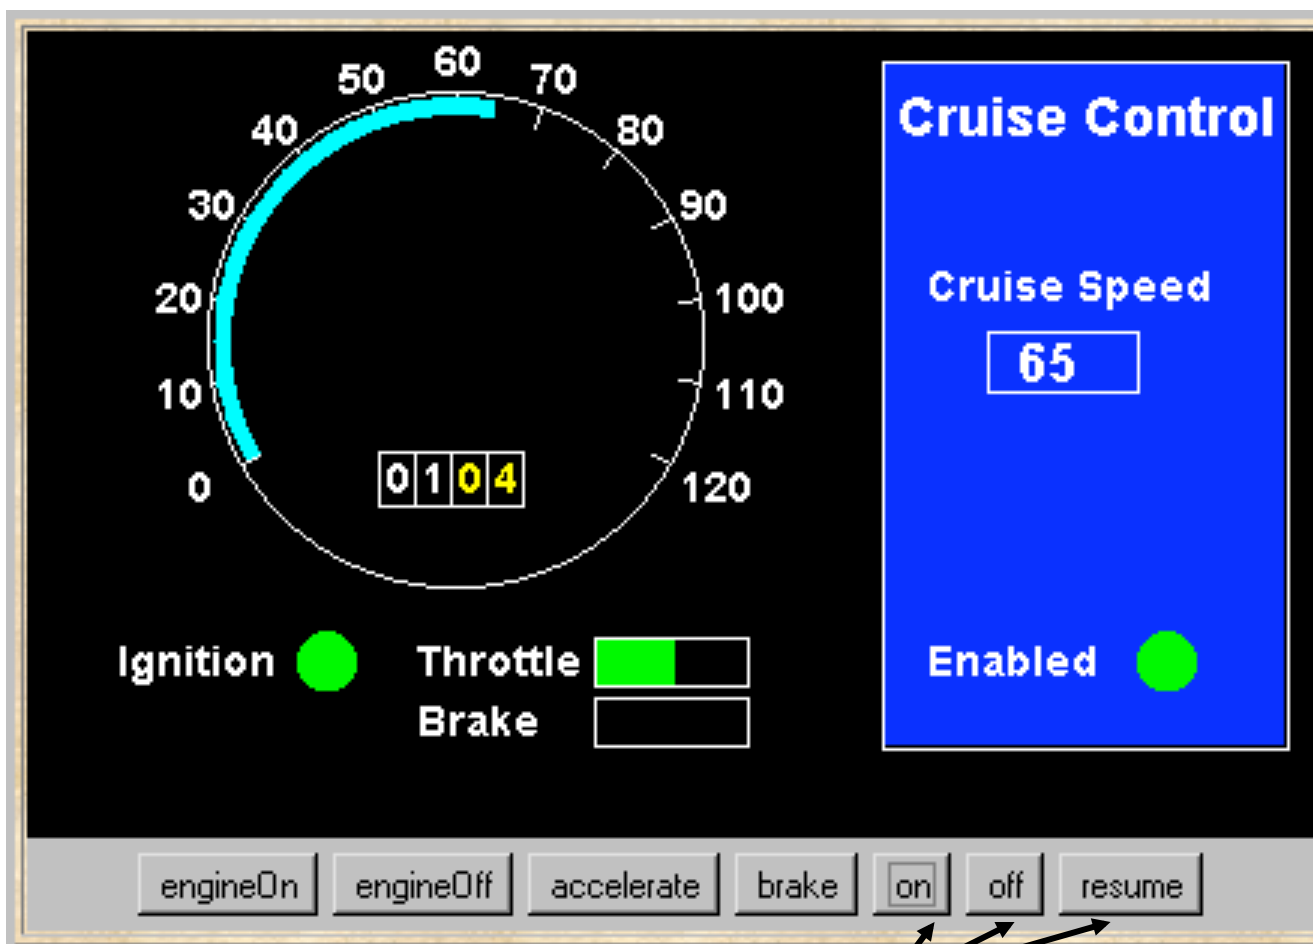 60
50 70
40 80
Cruise Control
30 90
20 100
Cruise Speed
65
10 110
0 0104 120
Ignition Throttle Enabled
Brake
engineOn engineOff accelerate brake on off resume